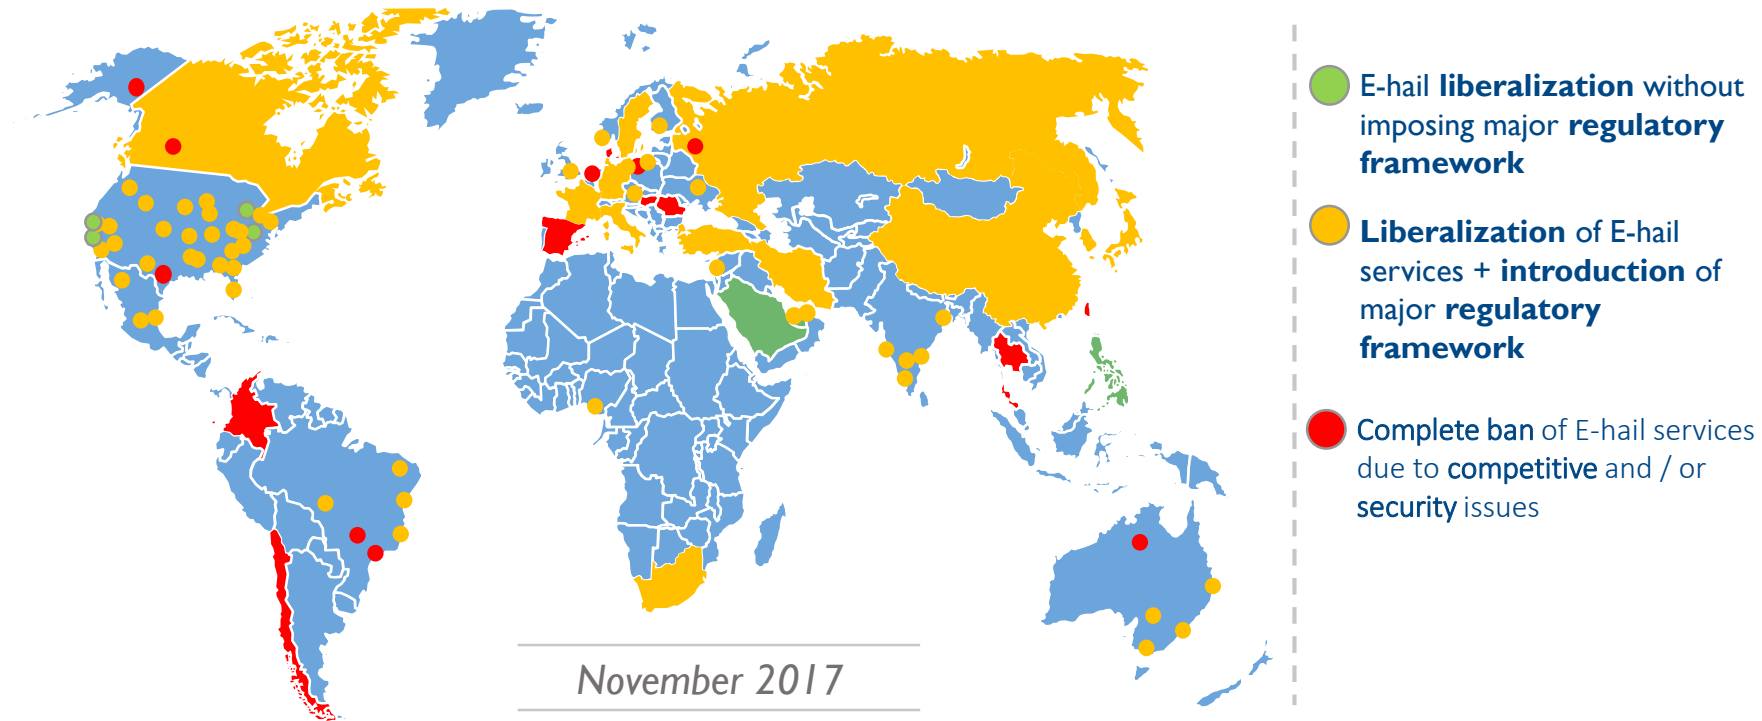 E-hail liberalization without
imposing major regulatory
framework
Liberalization of E-hail
services + introduction of
major regulatory
framework
Complete ban of E-hail services
due to competitive and / or
security issues
November 2017